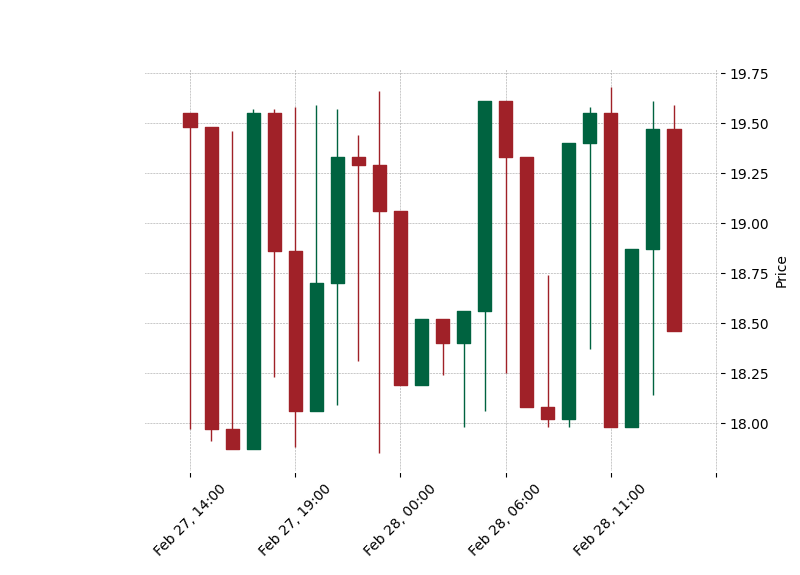 19.75
19.50
19.25
19.00
18.75
18.50
18.25
18.00
Price
Feb 27, 14:00
Feb 27, 19:00
Feb 28, 00:00
Feb 28, 06:00
Feb 28, 11:00